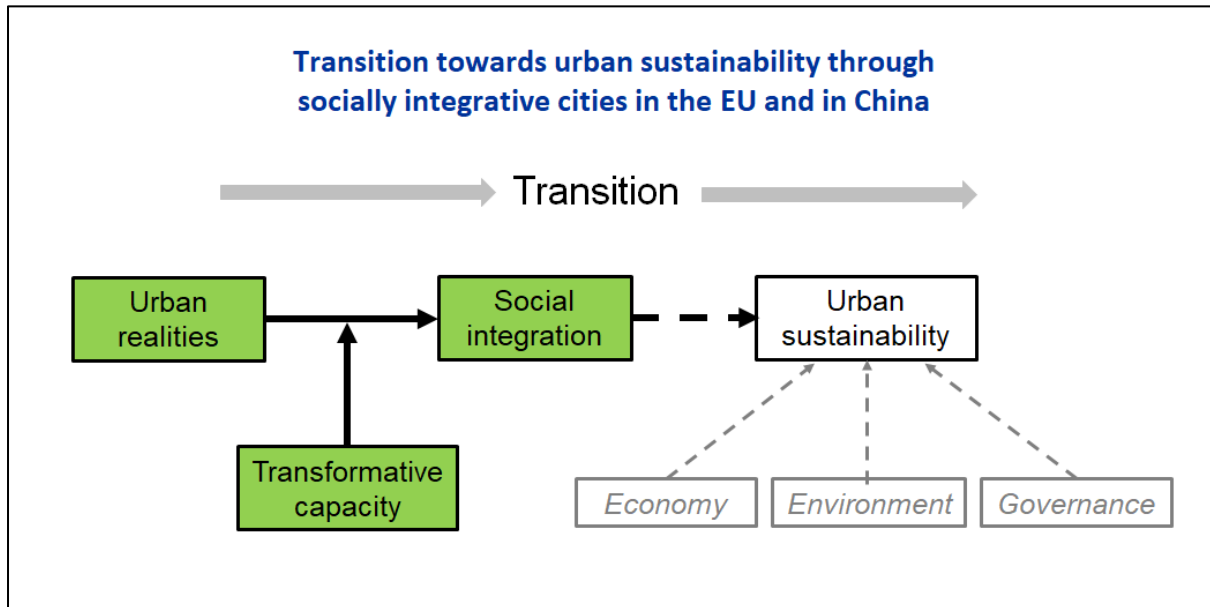 Transition towards urban sustainability through
socially integrative cities in the EU and in China
Transition
Urban
realities
Social
integration
Urban
sustainability
Transformative
capacity
Economy
Environment
Governance